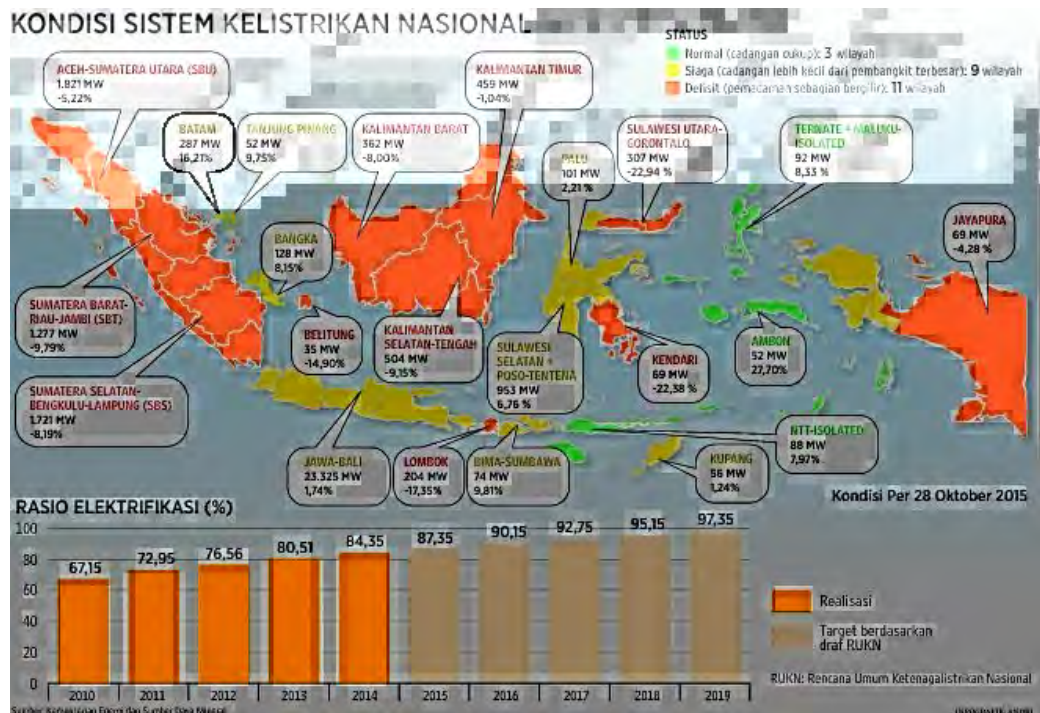 KONDISI SISTEM KELISTRIKAN NASIONAL
STATUS
Normal (cadangan cukup): 3 wilayah
Siaga (cadangan lebih kecil dari pembangkit terbesar): 9 wilayah
Defisit (pemadaman sebagian bergilir): 11 wilayah
ACEH-SUMATERA UTARA (SBU)
1.821 MW
-5,22%
BATAM
287 MW
16,21%
TANJUNG PINANG
52 MW
9,75%
KALIMANTAN BARAT
362 MW
-8,00%
KALIMANTAN TIMUR
459 MW
-1,04%
PALU
101 MW
2,21 %
SULAWESI UTARA-
GORONTALO
307 MW
-22,94 %
TERNATE + MALUKU-
ISOLATED
92 MW
8,33 %
JAYAPURA
69 MW
-4,28 %
BANGKA
128 MW
8,15%
SUMATERA BARAT-
RIAU-JAMBI (SBT)
1.277 MW
-9,79%
BELITUNG
35 MW
-14,90%
KALIMANTAN
SELATAN-TENGAH
504 MW
-9,15%
SULAWESI
SELATAN +
POSO-TENTENA
953 MW
6,76 %
KENDARI
69 MW
-22,38 %
AMBON
52 MW
27,70%
SUMATERA SELATAN-
BENGKULU-LAMPUNG (SBS)
1.721 MW
-8,19%
JAWA-BALI
23.325 MW
1,74%
LOMBOK
204 MW
-17,35%
BIMA-SUMBAWA
74 MW
9,81%
KUPANG
56 MW
1,24%
NTT-ISOLATED
88 MW
7,97%
Kondisi Per 28 Oktober 2015
RASIO ELEKTRIFIKASI (%)
100
80
60
40
20
0
67,15
72,95
76,56
80,51
84,35
87,35
90,15
92,75
95,15
97,35
2010
2011
2012
2013
2014
2015
2016
2017
2018
2019
Realisasi
Target berdasarkan
draf RUKN
RUKN: Rencana Umum Ketenagalistrikan Nasional
Sumber: Kementerian Energi dan Sumber Daya Mineral